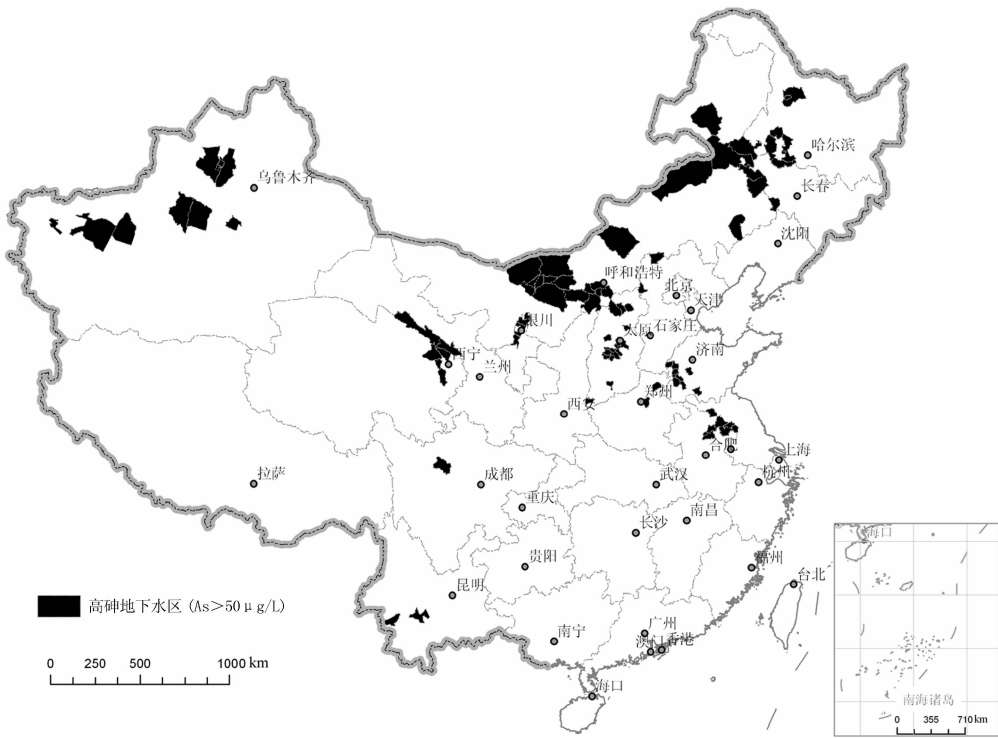 哈尔滨
乌鲁木齐
长春
沈阳
呼和浩特
北京
天津
银川
太原
石家庄
西宁
济南
兰州
郑州
西安
合肥
上海
拉萨
成都
武汉
杭州
重庆
南昌
长沙
贵阳
福州
昆明
台北
高砷地下水区(As>50μg/L)
广州
南宁
澳门
香港
海口
0 250 500 1000 km
海口
南海诸岛
0 355 710 km